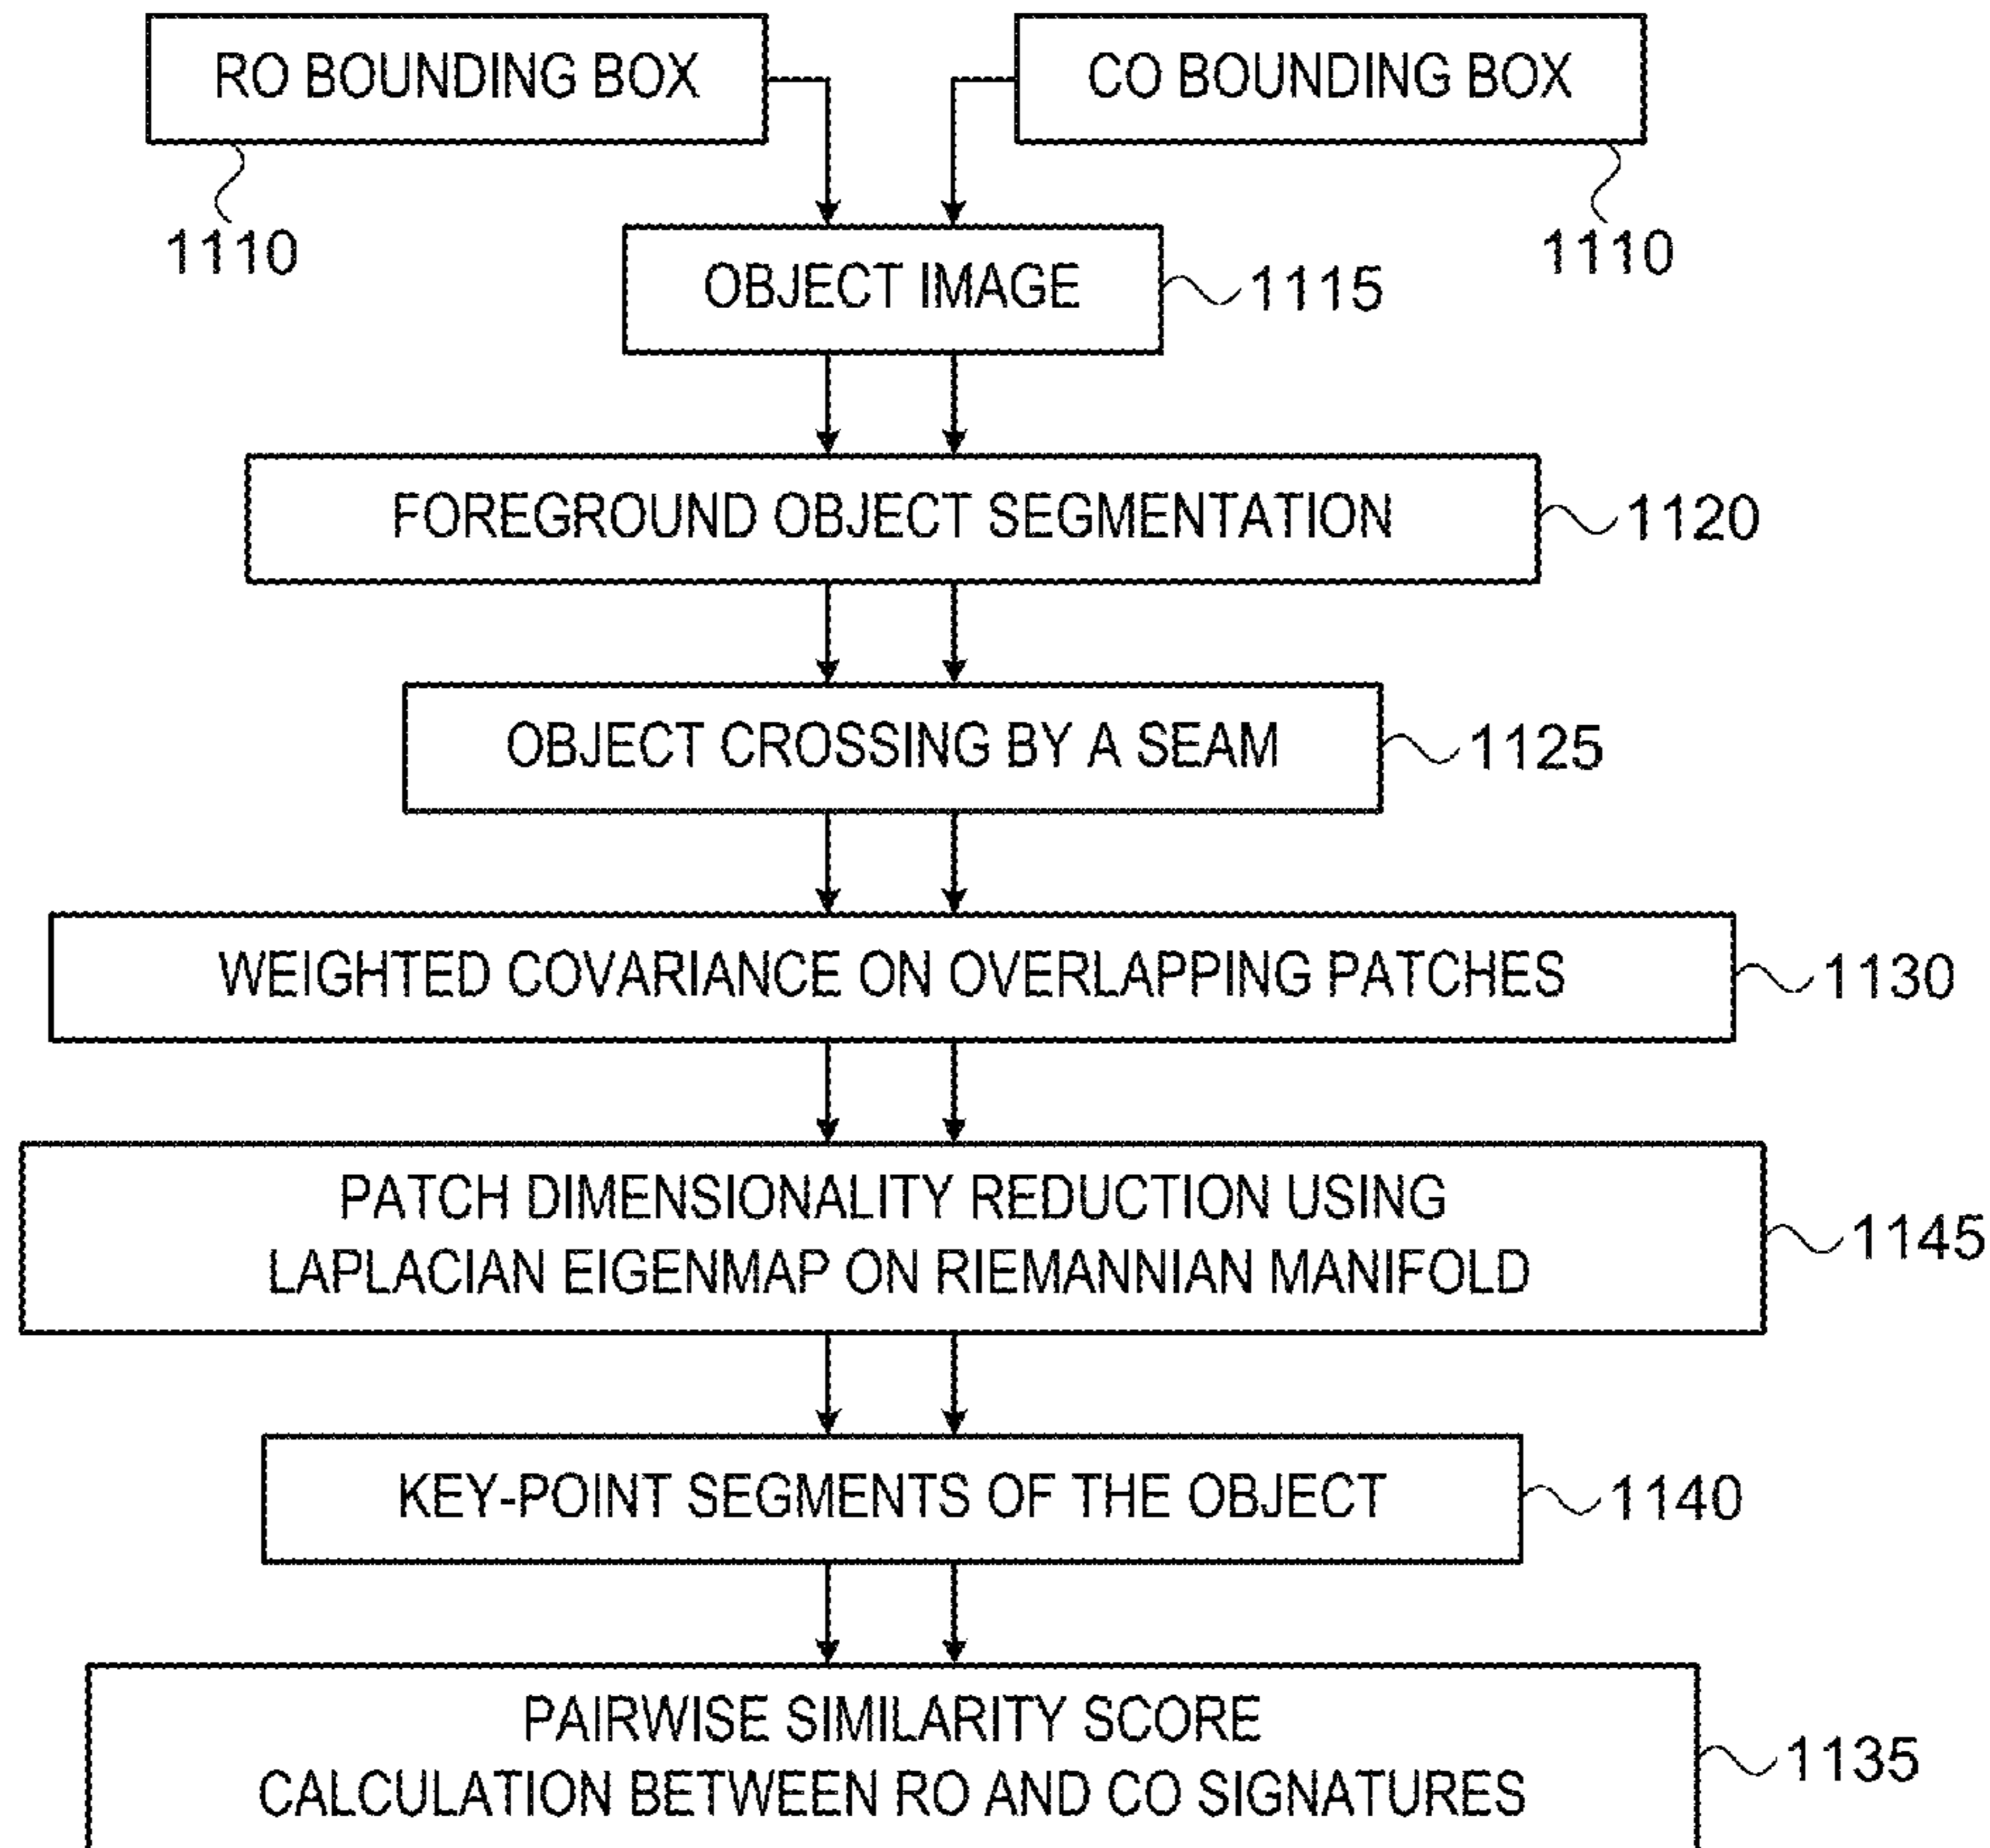 RO BOUNDING BOX
CO BOUNDING BOX
1110
1110
OBJECT IMAGE
1115
FOREGROUND OBJECT SEGMENTATION
1120
OBJECT CROSSING BY A SEAM
1125
WEIGHTED COVARIANCE ON OVERLAPPING PATCHES
1130
PATCH DIMENSIONALITY REDUCTION USING
LAPLACIAN EIGENMAP ON RIEMANNIAN MANIFOLD
1145
KEY-POINT SEGMENTS OF THE OBJECT
1140
PAIRWISE SIMILARITY SCORE
CALCULATION BETWEEN RO AND CO SIGNATURES
1135